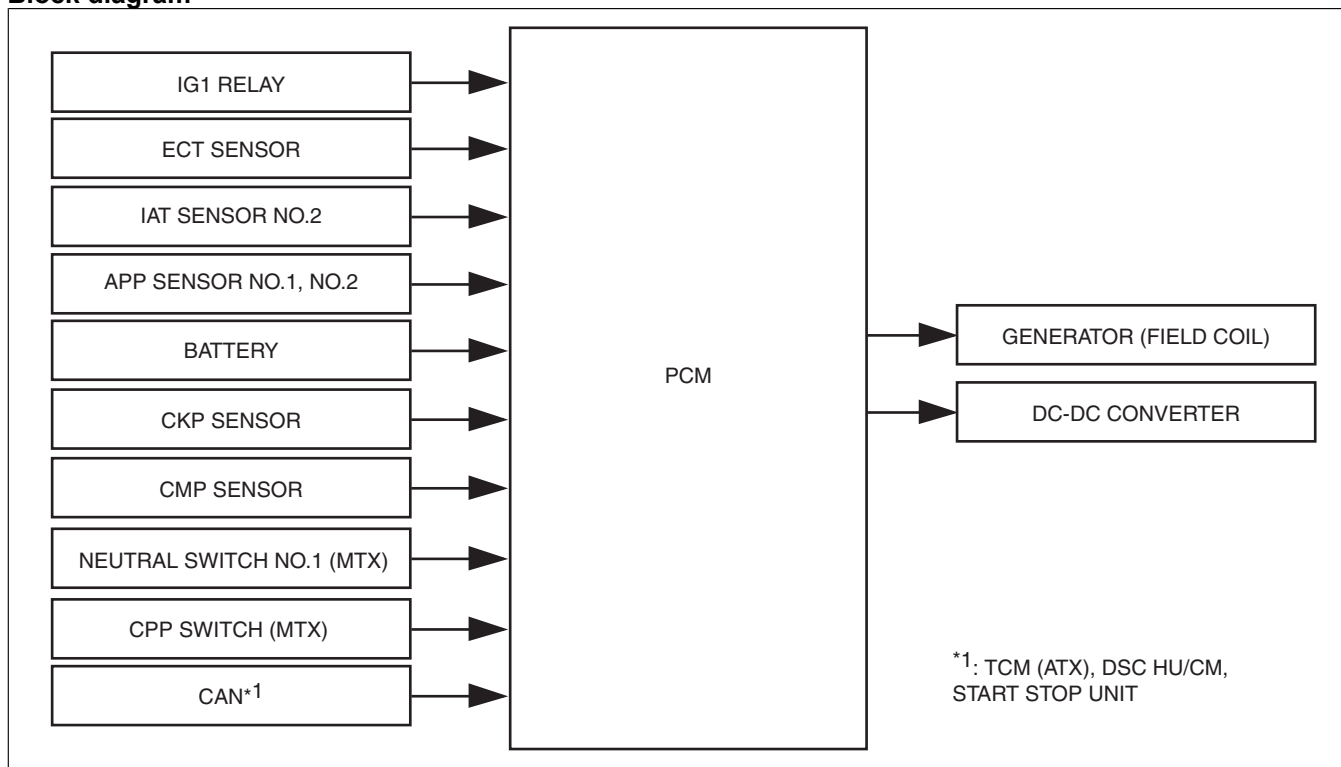 Block diagram
IG1 RELAY
ECT SENSOR
IAT SENSOR NO.2
APP SENSOR NO.1, NO.2
BATTERY
CKP SENSOR
CMP SENSOR
NEUTRAL SWITCH NO.1 (MTX)
CPP SWITCH (MTX)
CAN*1
PCM
GENERATOR (FIELD COIL)
DC-DC CONVERTER
*1: TCM (ATX), DSC HU/CM,
START STOP UNIT